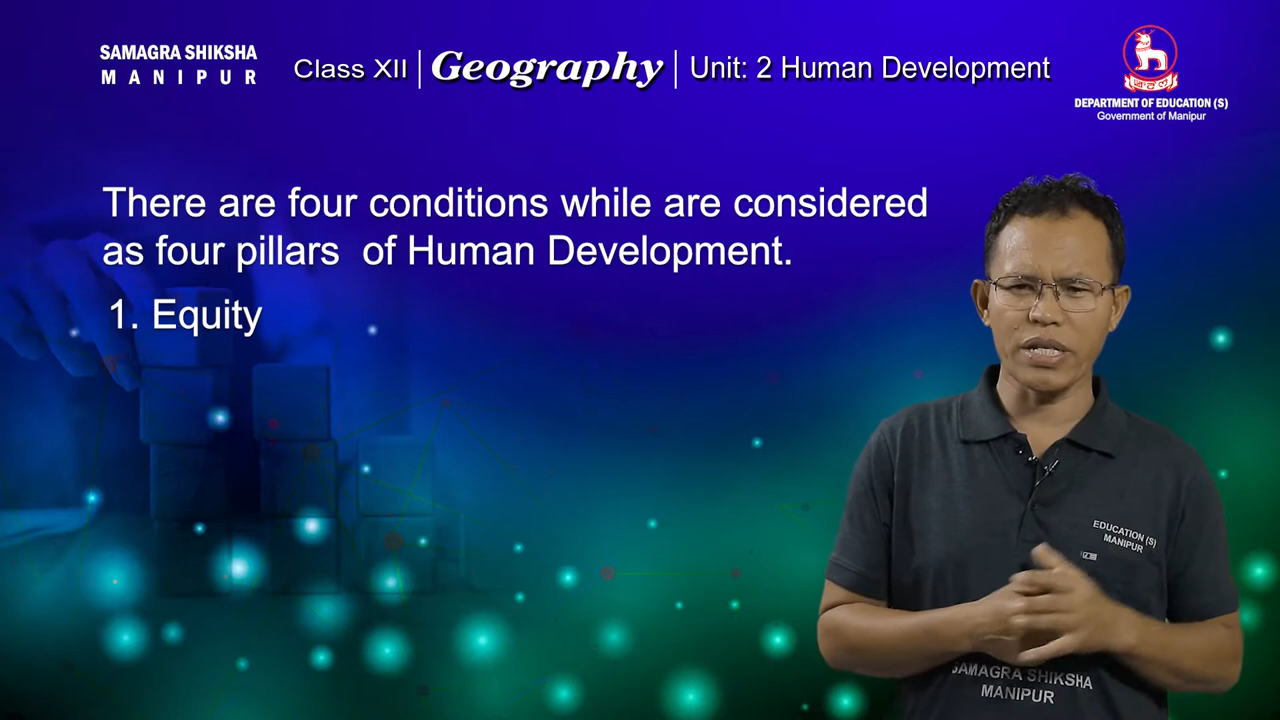 SAMAGRA SHIKSHA
MANIPUR
Class XII | Geography | Unit: 2 Human Development
DEPARTMENT OF EDUCATION (S)
Government of Manipur
There are four conditions while are considered
as four pillars of Human Development.
1. Equity
EDUCATION (S)
MANIPUR
SAMAGRA SHIKSHA
MANIPUR